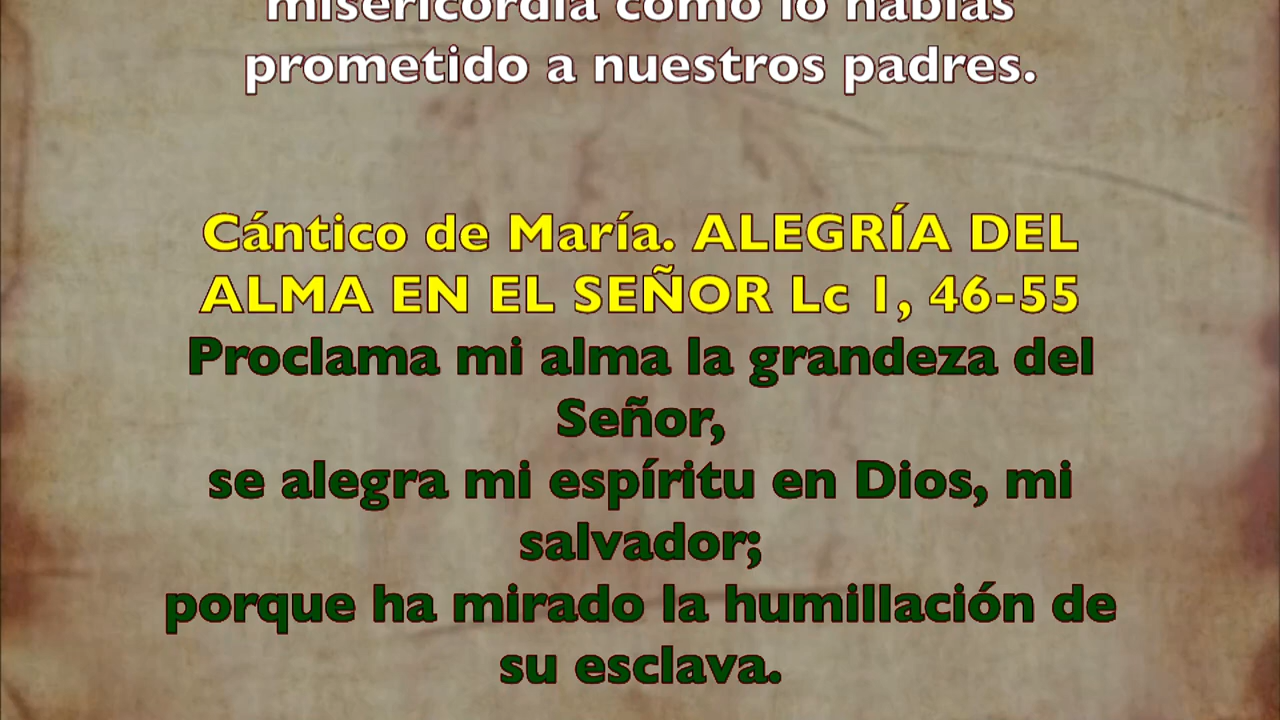 misericordia como lo habías
prometido a nuestros padres.
Cántico de María. ALEGRÍA DEL
ALMA EN EL SEÑOR Lc 1, 46-55
Proclama mi alma la grandeza del
Señor,
se alegra mi espíritu en Dios, mi
salvador;
porque ha mirado la humillación de
su esclava.